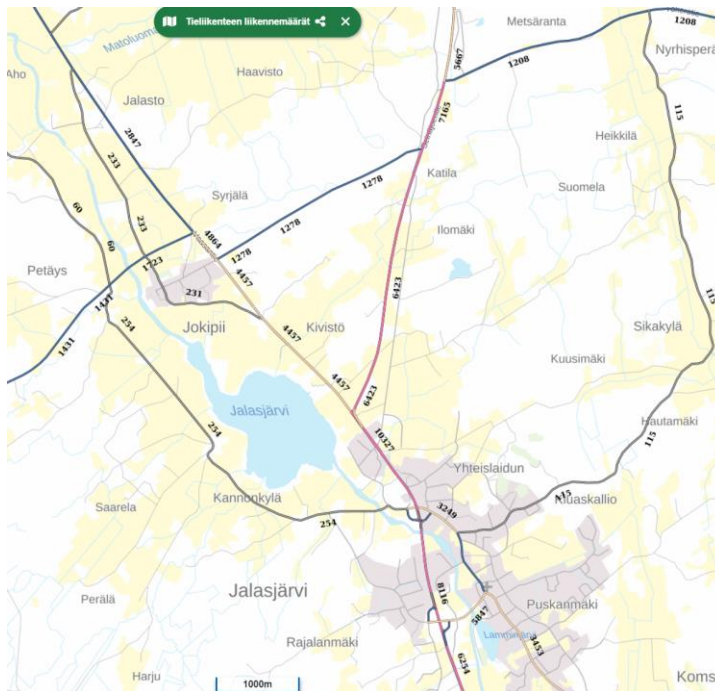 Tieliikenteen liikennemäärät
Metsäranta
1208
Matoluoma
5667
1208
Nyrhisperä
Aho
Haavisto
Jalasto
7165
115
2847
Heikkilä
233
Katila
Suomela
1278
Syrjälä
60
233
1278
Ilomäki
4864
60
1278
1723
Petäys
4457
6423
231
115
1431
Jokipii
Kivistö
4457
Sikakylä
254
1431
Kuusimäki
4457
6423
Jalasjärvi
Hautamäki
254
10327
115
Yhteislaidun
Kannonkylä
115
Saarela
3249
254
Jalasjärvi
8116
Perälä
Puskanmäki
5847
Rajalanmäki
3453
6254
Harju
Koms
1000m